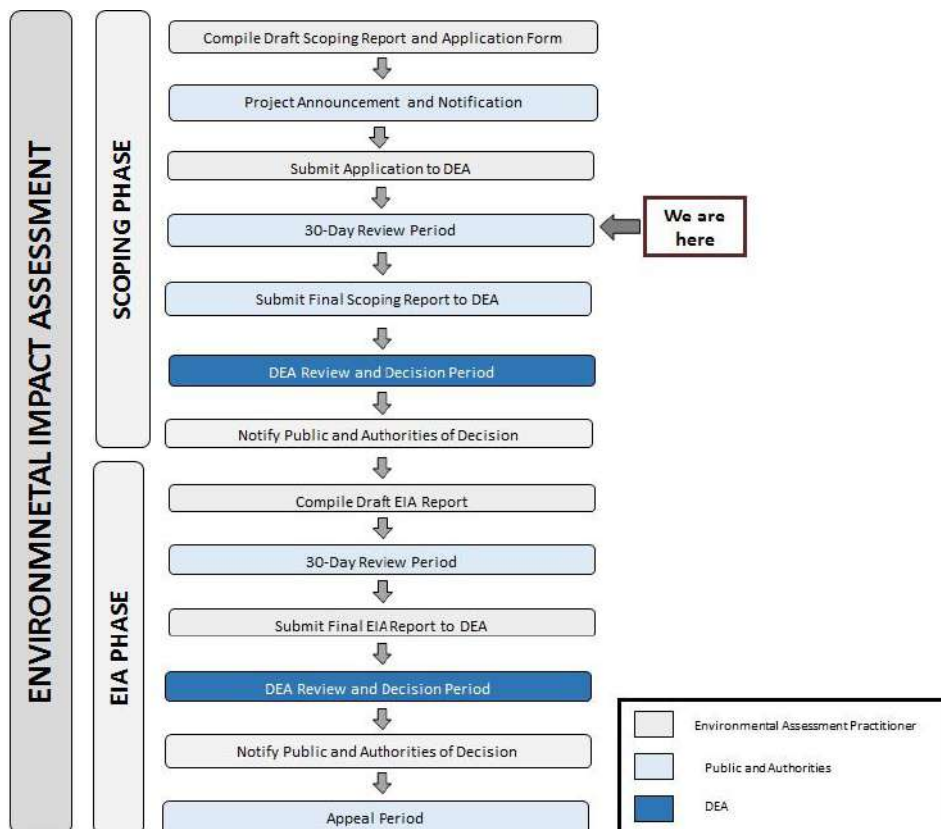 ENVIRONMNETAL IMPACT ASSESSMENT
SCOPING PHASE
Compile Draft Scoping Report and Application Form
Project Announcement and Notification
Submit Application to DEA
30-Day Review Period
We are
here
Submit Final Scoping Report to DEA
DEA Review and Decision Period
Notify Public and Authorities of Decision
EIA PHASE
Compile Draft EIA Report
30-Day Review Period
Submit Final EIA Report to DEA
DEA Review and Decision Period
Notify Public and Authorities of Decision
Appeal Period
Environmental Assessment Practitioner
Public and Authorities
DEA